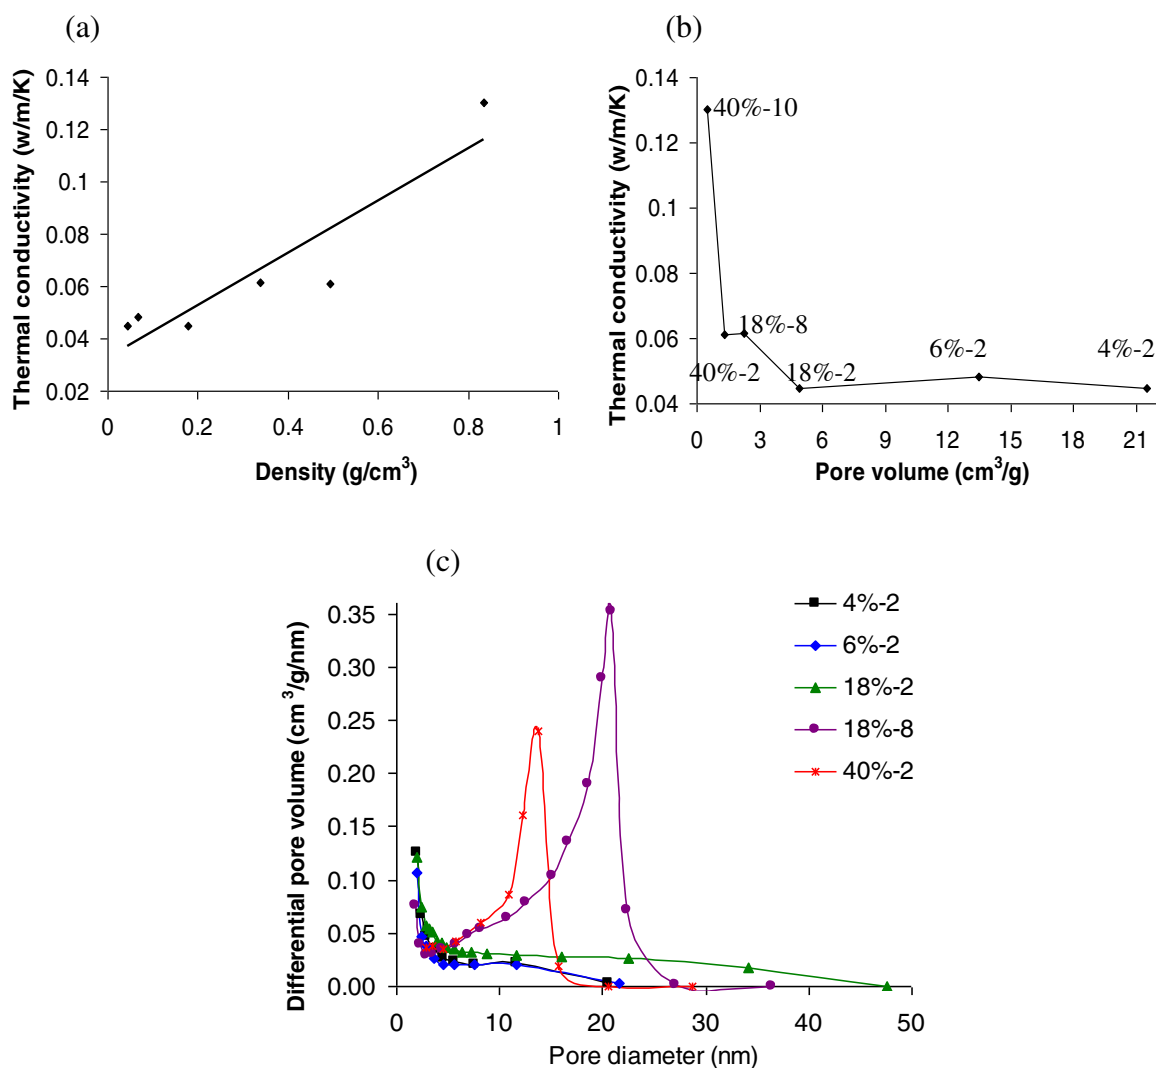 (a)
Thermal conductivity (w/m/K)
0.14
0.12
0.1
0.08
0.06
0.04
0.02
0 0.2 0.4 0.6 0.8 1
Density (g/cm³)
(b)
Thermal conductivity (w/m/K)
0.14
0.12
0.1
0.08
0.06
0.04
40%-10
18%-8
40%-2
18%-2
6%-2
4%-2
0 3 6 9 12 15 18 21
Pore volume (cm³/g)
(c)
Differential pore volume (cm³/g/nm)
0.35
0.30
0.25
0.20
0.15
0.10
0.05
0.00
0 10 20 30 40 50
Pore diameter (nm)
4%-2
6%-2
18%-2
18%-8
40%-2